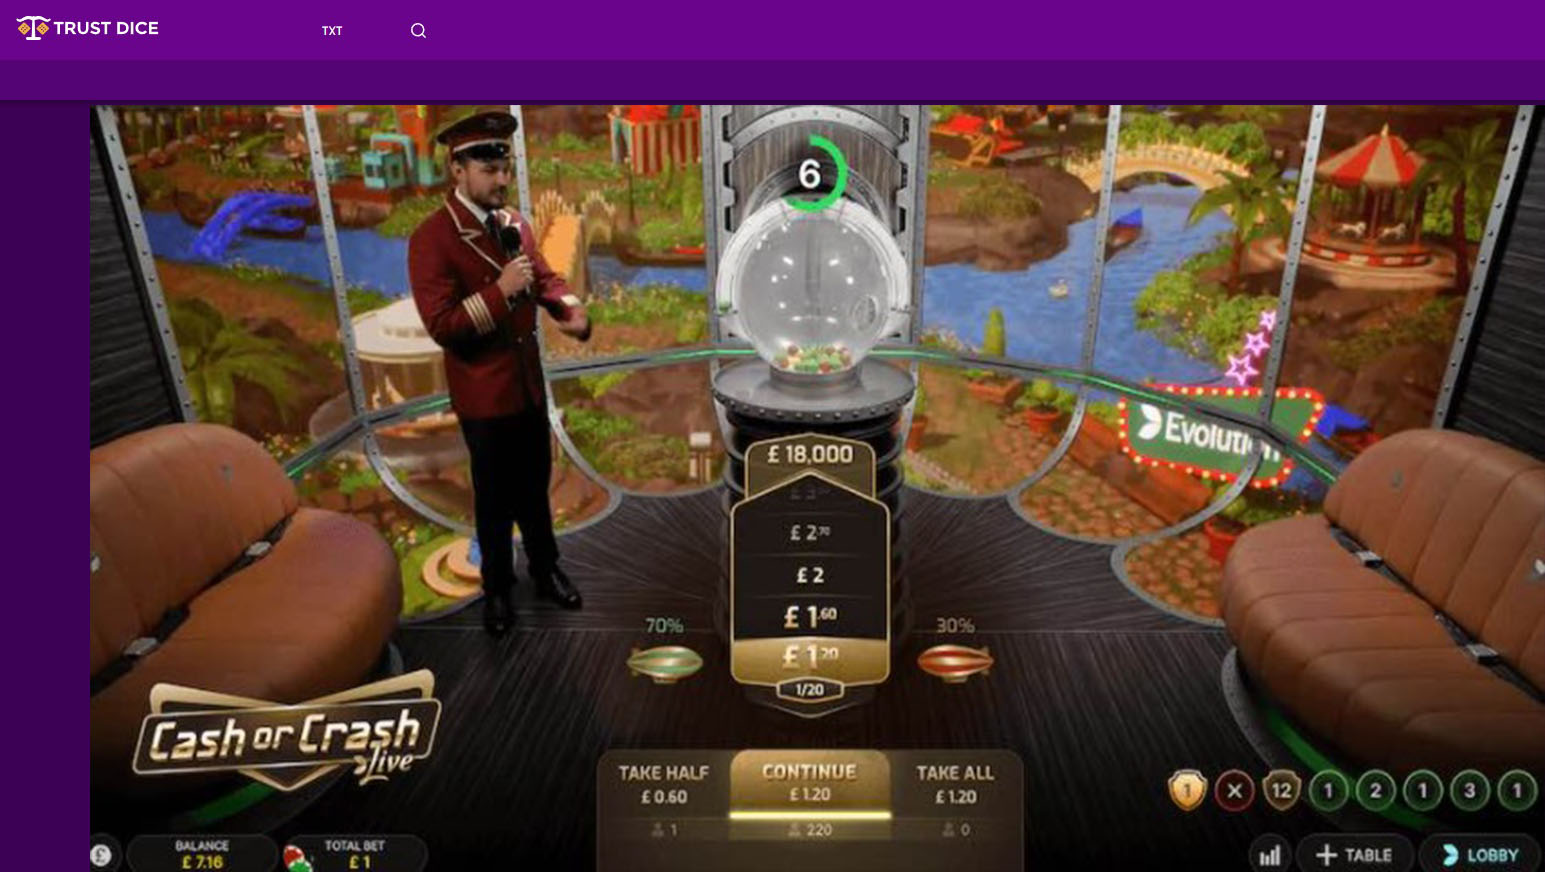 TRUST DICE
TXT
6
£ 18,000
£ 2.70
£ 2
£ 1.60
£ 1.20
1/20
70%
30%
Evolution
Cash or Crash
Live
TAKE HALF
£ 0.60
1
CONTINUE
£ 1.20
220
TAKE ALL
£ 1.20
0
1 X 12 1 2 1 3 1
£
BALANCE
£ 7.16
TOTAL BET
£ 1
+ TABLE
LOBBY